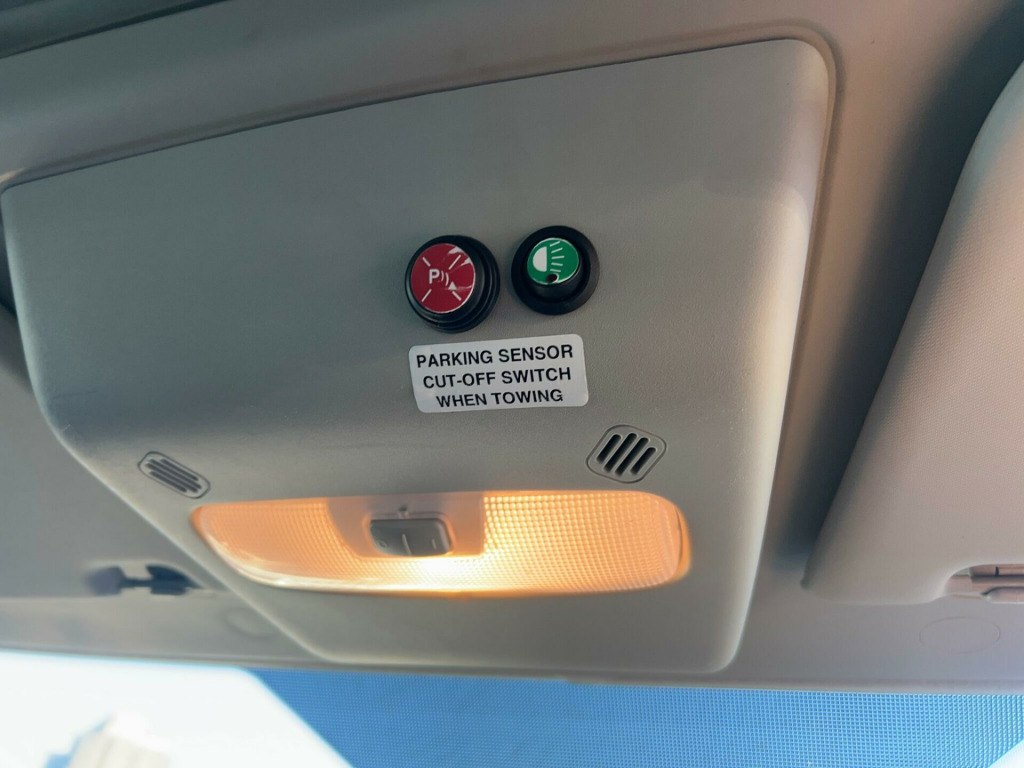 P
PARKING SENSOR
CUT-OFF SWITCH
WHEN TOWING